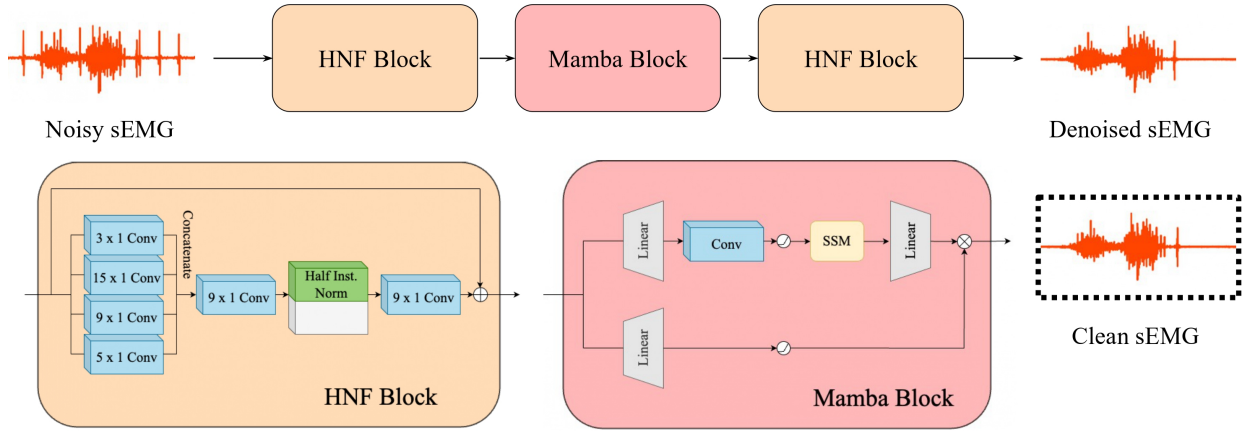 HNF Block
Mamba Block
HNF Block
Noisy sEMG
Denoised sEMG
3 x 1 Conv
15 x 1 Conv
9 x 1 Conv
5 x 1 Conv
Concatenate
9 x 1 Conv
Half Inst.
Norm
9 x 1 Conv
HNF Block
Linear
Conv
SSM
Linear
Linear
Mamba Block
Clean sEMG